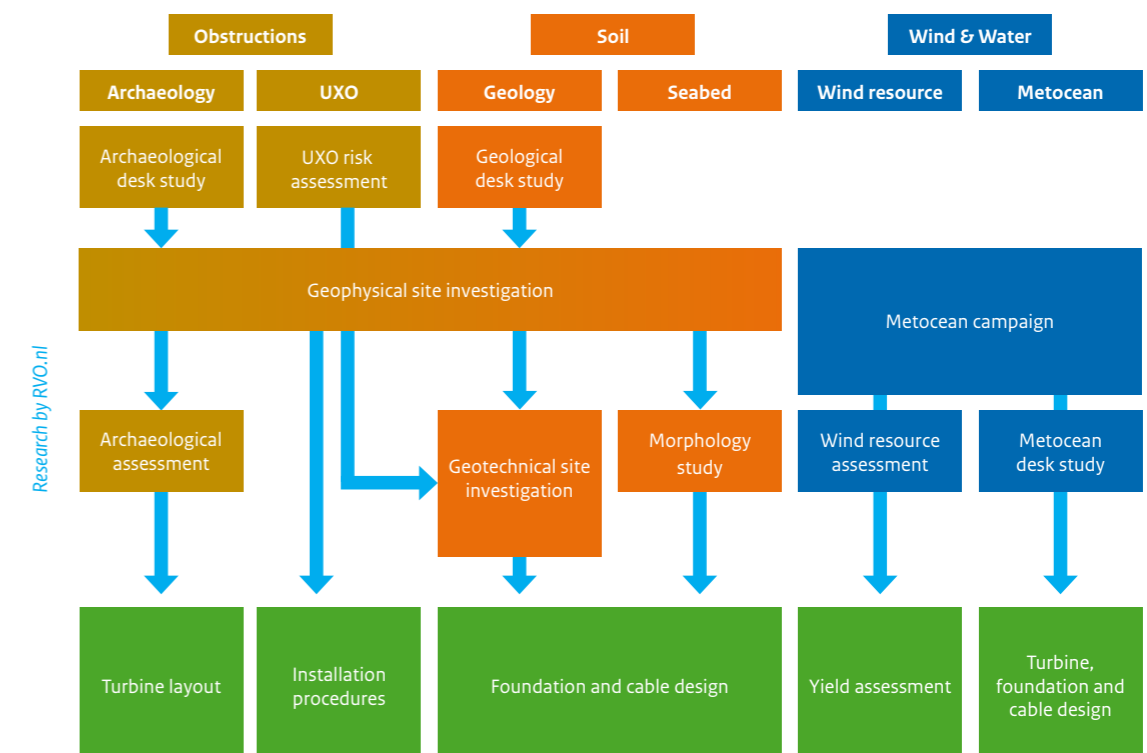 Obstructions
Soil
Wind & Water
Archaeology
UXO
Geology
Seabed
Wind resource
Metocean
Archaeological
desk study
UXO risk
assessment
Geological
desk study
Geophysical site investigation
Metocean campaign
Research by RVO.nl
Archaeological
assessment
Geotechnical site
investigation
Morphology
study
Wind resource
assessment
Metocean
desk study
Turbine layout
Installation
procedures
Foundation and cable design
Yield assessment
Turbine,
foundation and
cable design